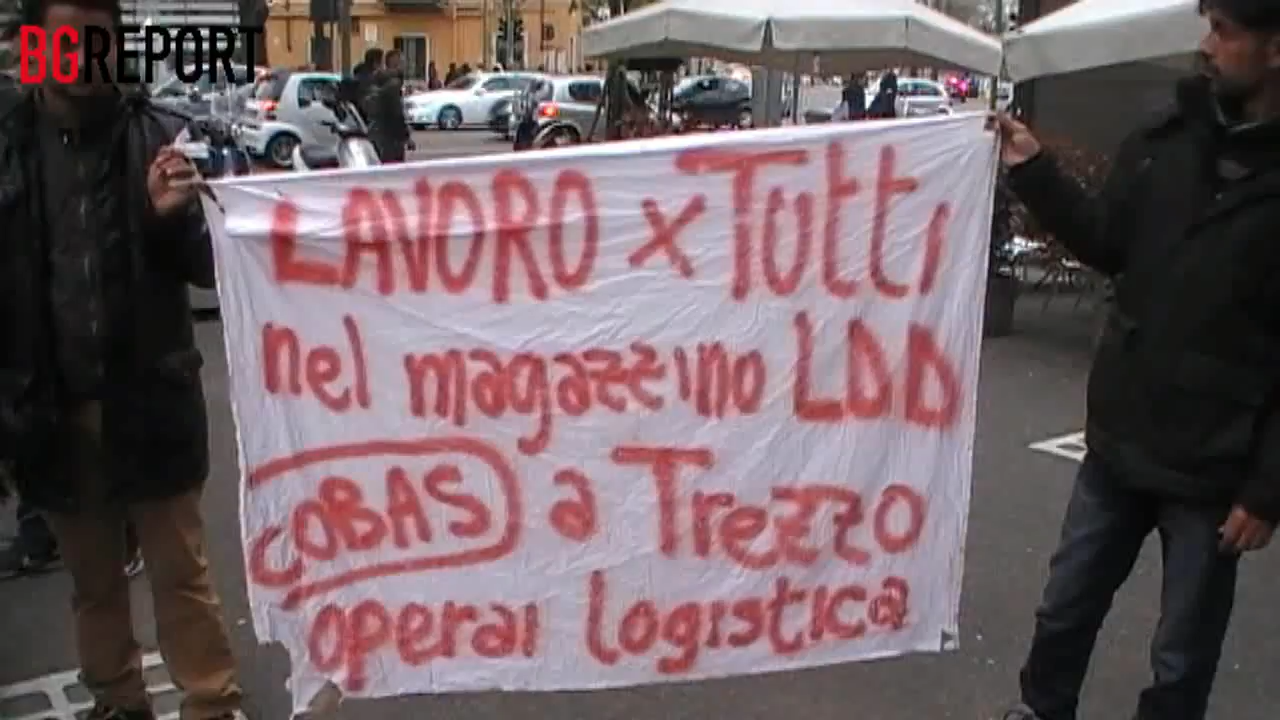 BGREPORT
LAVORO x Tutti
nel magazzino LDD
COBAS a Trezzo
operai logistica